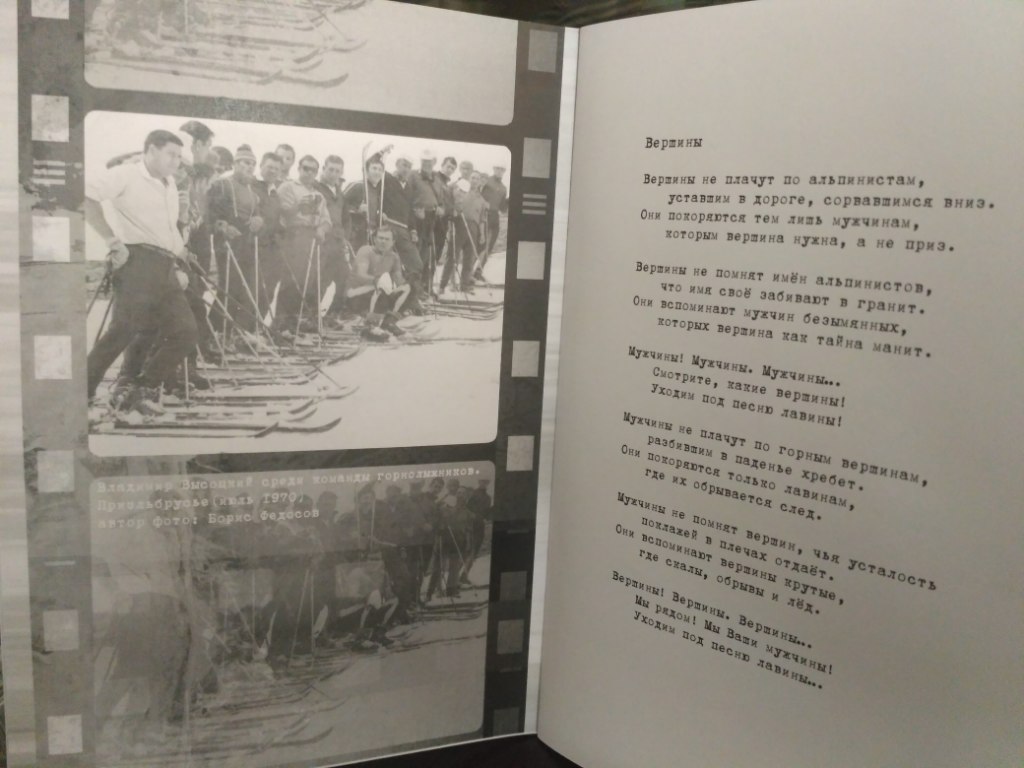 Владимир Высоцкий среди команды горнолыжников.
Приэльбрусье(июль 1970)
автор фото: Борис Федосов
Вершины
Вершины не плачут по альпинистам,
уставшим в дороге, сорвавшимся вниз.
Они покоряются тем лишь мужчинам,
которым вершина нужна, а не приз.
Вершины не помнят имён альпинистов,
что имя своё забивают в гранит.
Они вспоминают мужчин безымянных,
которых вершина как тайна манит.
Мужчины! Мужчины. Мужчины...
Смотрите, какие вершины!
Уходим под песню лавины!
Мужчины не плачут по горным вершинам,
разбившим в паденье хребет.
Они покоряются только лавинам,
где их обрывается след.
Мужчины не помнят вершин, чья усталость
поклажей в плечах отдаёт.
Они вспоминают вершины крутые,
где скалы, обрывы и лёд.
Вершины! Вершины. Вершины...
Мы рядом! Мы Ваши мужчины!
Уходим под песню лавины...